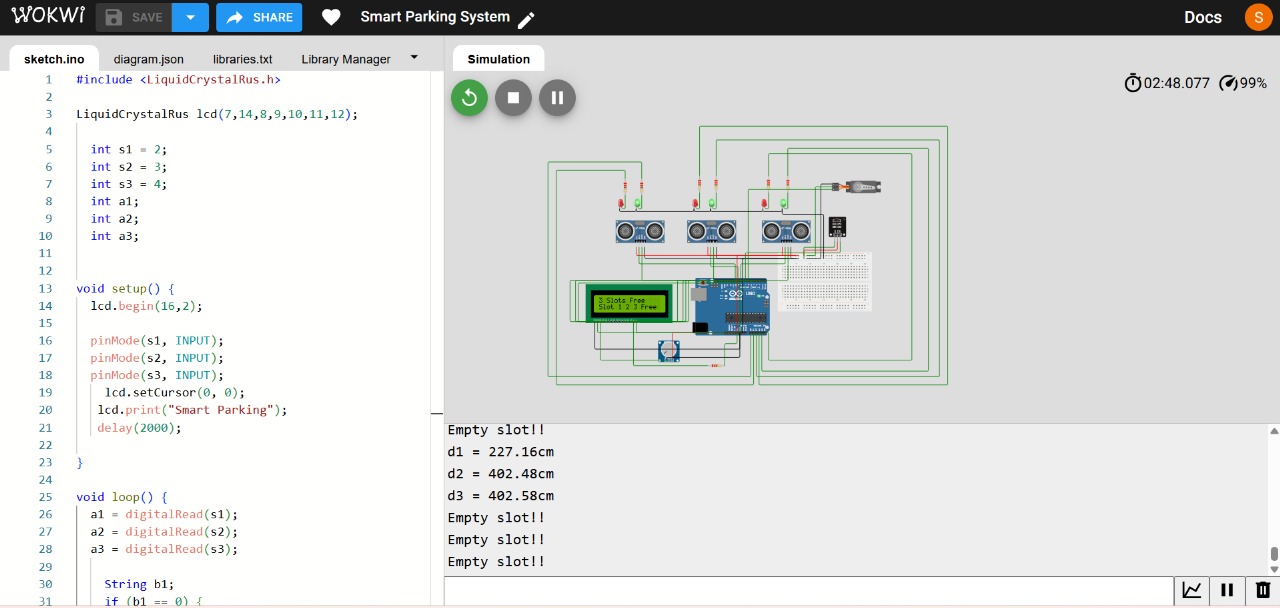 WOKWI SAVE SHARE Smart Parking System Docs S
sketch.ino diagram.json libraries.txt Library Manager Simulation
02:48.077 99%
1 #include <LiquidCrystalRus.h>
2
3 LiquidCrystalRus lcd(7,14,8,9,10,11,12);
4
5 int s1 = 2;
6 int s2 = 3;
7 int s3 = 4;
8 int a1;
9 int a2;
10 int a3;
11
12
13 void setup() {
14 lcd.begin(16,2);
15
16 pinMode(s1, INPUT);
17 pinMode(s2, INPUT);
18 pinMode(s3, INPUT);
19 lcd.setCursor(0, 0);
20 lcd.print("Smart Parking");
21 delay(2000);
22
23 }
24
25 void loop() {
26 a1 = digitalRead(s1);
27 a2 = digitalRead(s2);
28 a3 = digitalRead(s3);
29
30 String b1;
31 if (b1 == 0) {
3 Slots Free
Slot 1 2 3 Free
UNO
Empty slot!!
d1 = 227.16cm
d2 = 402.48cm
d3 = 402.58cm
Empty slot!!
Empty slot!!
Empty slot!!